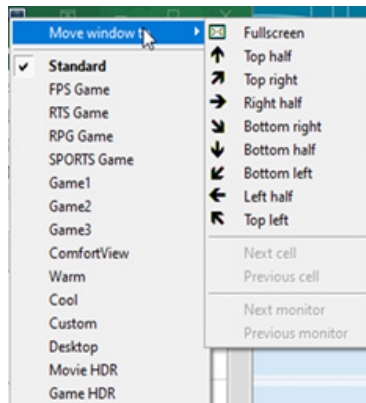 Move window t
Standard
FPS Game
RTS Game
RPG Game
SPORTS Game
Game1
Game2
Game3
ComfortView
Warm
Cool
Custom
Desktop
Movie HDR
Game HDR
Fullscreen
Top half
Top right
Right half
Bottom right
Bottom half
Bottom left
Left half
Top left
Next cell
Previous cell
Next monitor
Previous monitor